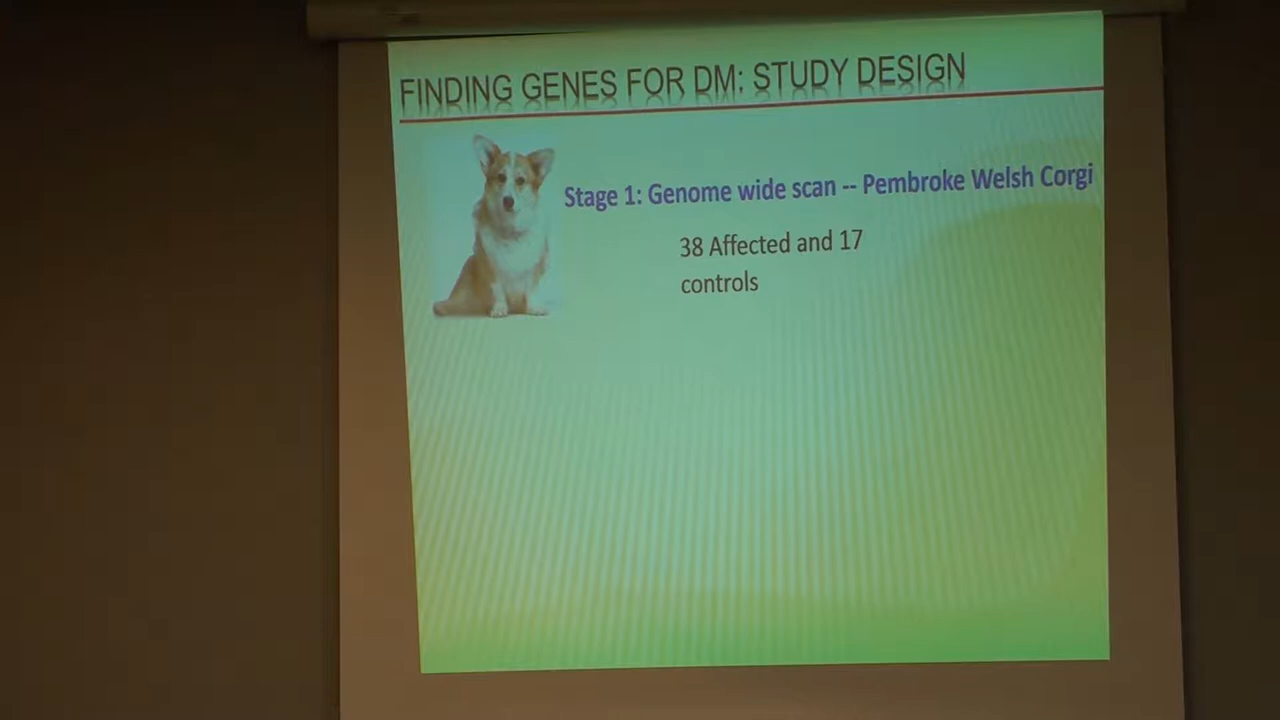 FINDING GENES FOR DM: STUDY DESIGN
Stage 1: Genome wide scan -- Pembroke Welsh Corgi
38 Affected and 17
controls